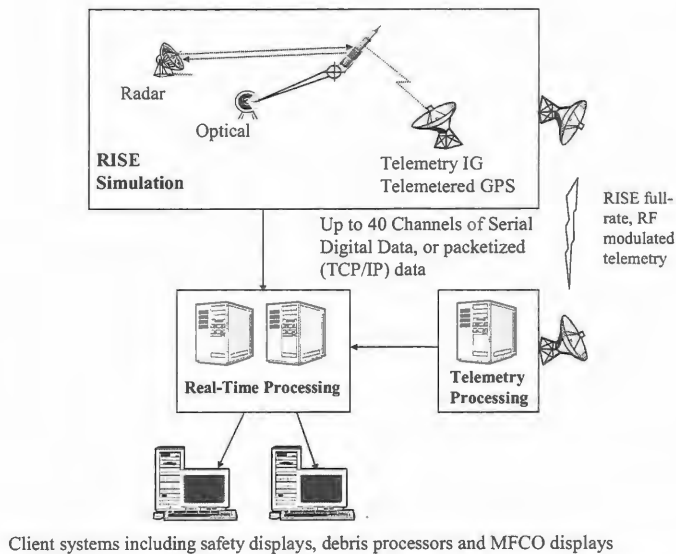 Radar
Optical
RISE
Simulation
Telemetry IG
Telemetered GPS
RISE full-
rate, RF
modulated
telemetry
Up to 40 Channels of Serial
Digital Data, or packetized
(TCP/IP) data
Real-Time Processing
Telemetry
Processing
Client systems including safety displays, debris processors and MFCO displays